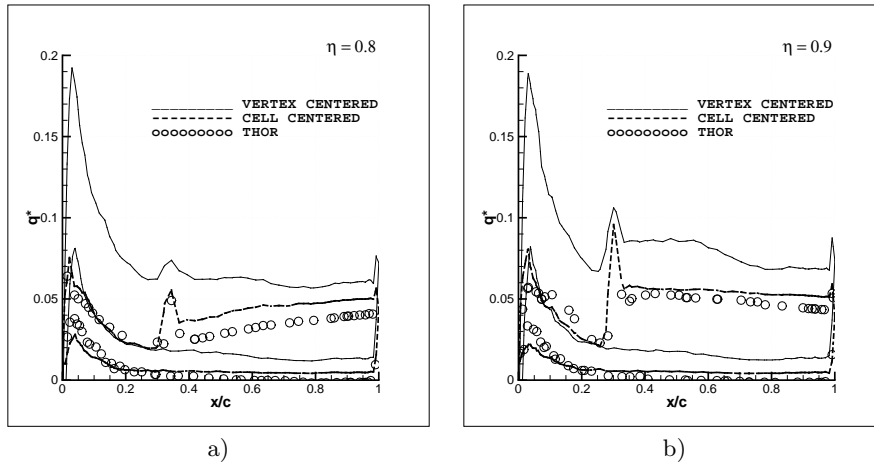 η = 0.8
VERTEX CENTERED
CELL CENTERED
THOR
0.2
0.15
0.1
0.05
0
q*
0 0.2 0.4 0.6 0.8 1
x/c
a)
η = 0.9
VERTEX CENTERED
CELL CENTERED
THOR
0.2
0.15
0.1
0.05
0
q*
0 0.2 0.4 0.6 0.8 1
x/c
b)